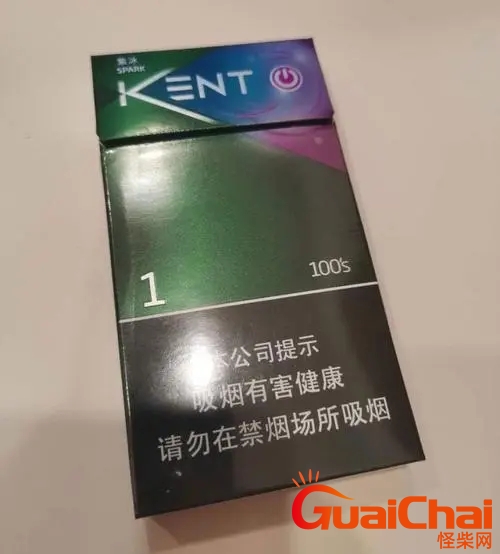 紫冰
SPARK
KENT
1
100's
本公司提示
吸烟有害健康
请勿在禁烟场所吸烟
GuaiChai
怪柴网